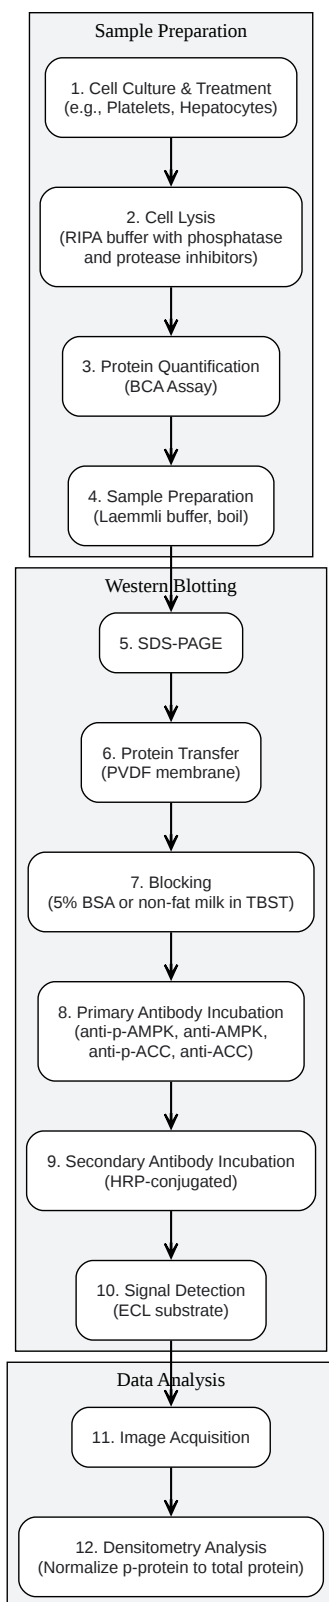 Sample Preparation
1. Cell Culture & Treatment
(e.g., Platelets, Hepatocytes)
2. Cell Lysis
(RIPA buffer with phosphatase
and protease inhibitors)
3. Protein Quantification
(BCA Assay)
4. Sample Preparation
(Laemmli buffer, boil)
Western Blotting
5. SDS-PAGE
6. Protein Transfer
(PVDF membrane)
7. Blocking
(5% BSA or non-fat milk in TBST)
8. Primary Antibody Incubation
(anti-p-AMPK, anti-AMPK,
anti-p-ACC, anti-ACC)
9. Secondary Antibody Incubation
(HRP-conjugated)
10. Signal Detection
(ECL substrate)
Data Analysis
11. Image Acquisition
12. Densitometry Analysis
(Normalize p-protein to total protein)